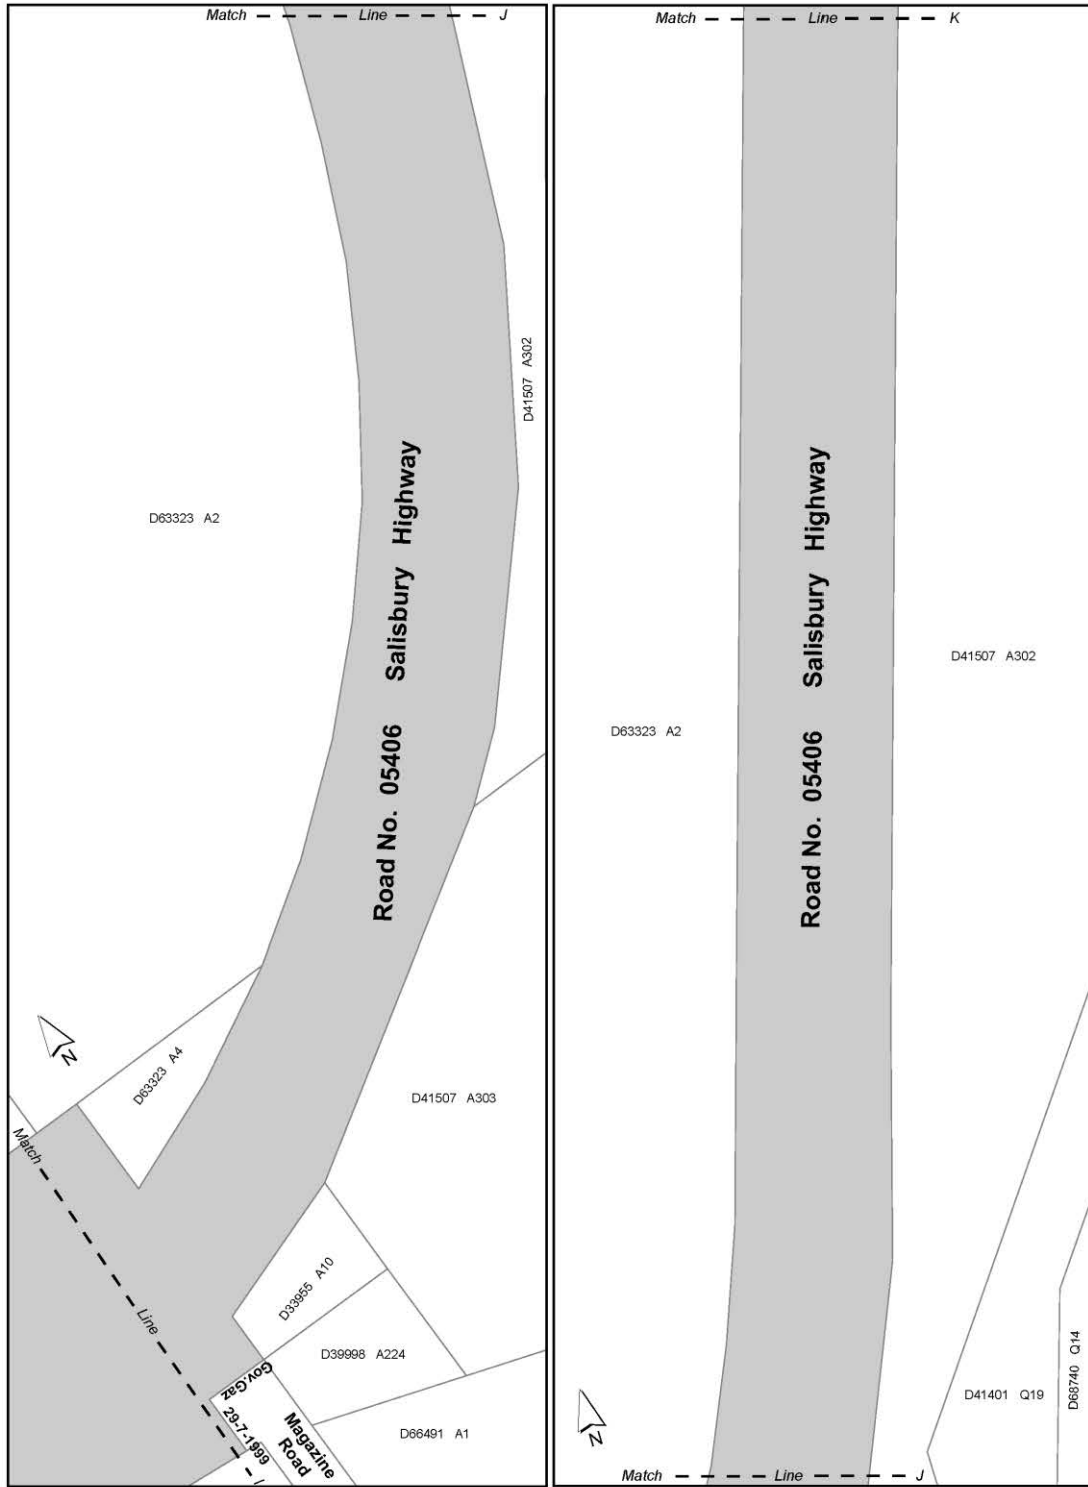 Match Line J
D41507 A302
D63323 A2
Road No. 05406 Salisbury Highway
N
D63323 A4
D41507 A303
Match Line I
D33955 A10
D39998 A224
Gov.Gaz
29-7-1999
Magazine
Road
D66491 A1
Match Line K
D41507 A302
D63323 A2
Road No. 05406 Salisbury Highway
N
D41401 Q19
D68740 Q14
Match Line J